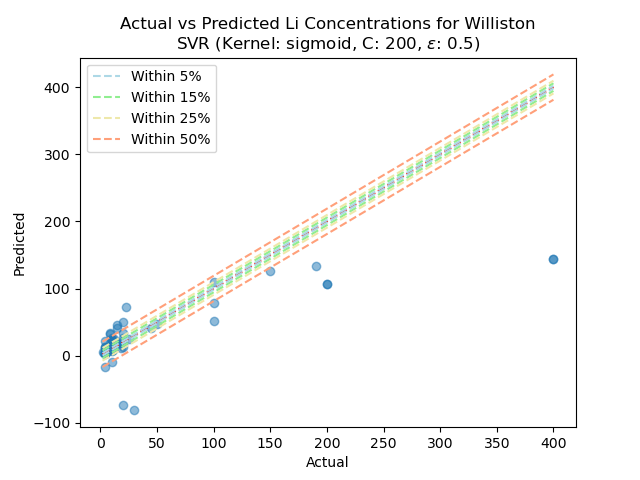 Actual vs Predicted Li Concentrations for Williston
SVR (Kernel: sigmoid, C: 200, ε: 0.5)
Within 5%
Within 15%
Within 25%
Within 50%
400
300
200
100
0
−100
Predicted
0 50 100 150 200 250 300 350 400
Actual